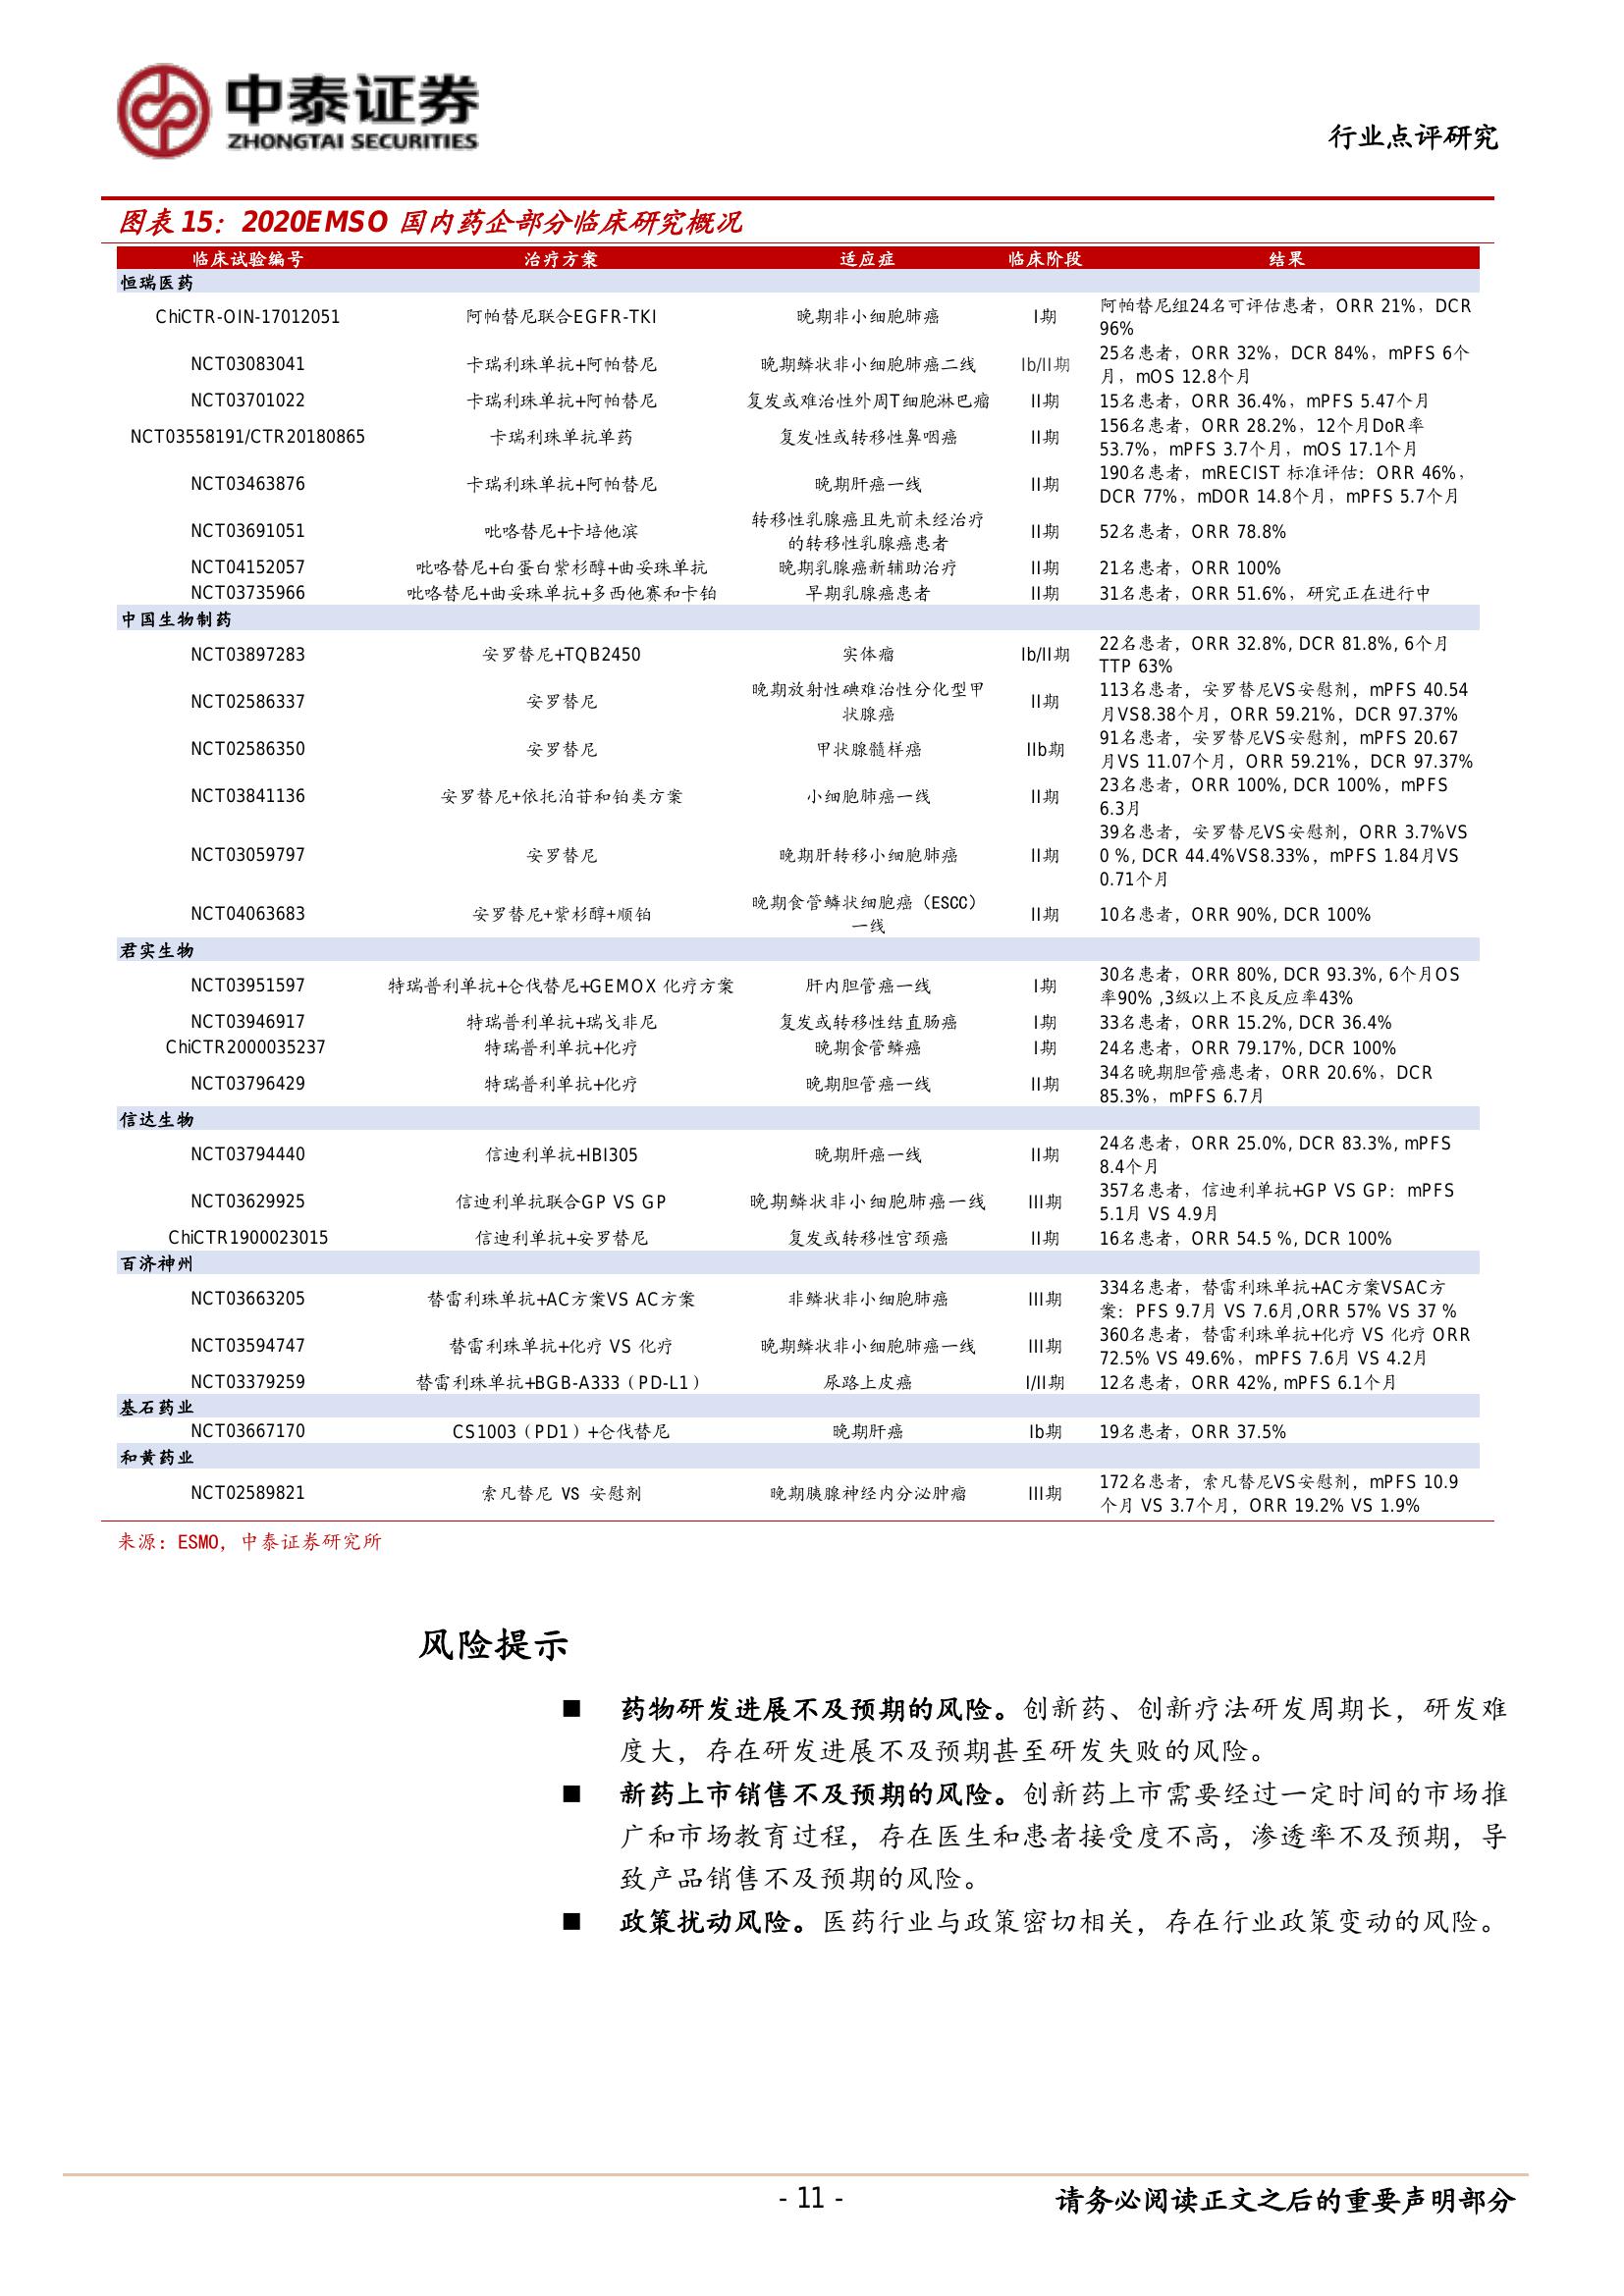 中泰证券
ZHONGTAI SECURITIES
行业点评研究
图表 15：2020EMSO 国内药企部分临床研究概况
临床试验编号 治疗方案 适应症 临床阶段 结果
恒瑞医药
ChiCTR-OIN-17012051 阿帕替尼联合EGFR-TKI 晚期非小细胞肺癌 I期 阿帕替尼组24名可评估患者，ORR 21%，DCR
96%
NCT03083041 卡瑞利珠单抗+阿帕替尼 晚期鳞状非小细胞肺癌二线 Ib/II期 25名患者，ORR 32%，DCR 84%，mPFS 6个
月，mOS 12.8个月
NCT03701022 卡瑞利珠单抗+阿帕替尼 复发或难治性外周T细胞淋巴瘤 II期 15名患者，ORR 36.4%，mPFS 5.47个月
NCT03558191/CTR20180865 卡瑞利珠单抗单药 复发性或转移性鼻咽癌 II期 156名患者，ORR 28.2%，12个月DoR率
53.7%，mPFS 3.7个月，mOS 17.1个月
NCT03463876 卡瑞利珠单抗+阿帕替尼 晚期肝癌一线 II期 190名患者，mRECIST 标准评估：ORR 46%，
DCR 77%，mDOR 14.8个月，mPFS 5.7个月
NCT03691051 吡咯替尼+卡培他滨 转移性乳腺癌且先前未经治疗 II期 52名患者，ORR 78.8%
的转移性乳腺癌患者
NCT04152057 吡咯替尼+白蛋白紫杉醇+曲妥珠单抗 晚期乳腺癌新辅助治疗 II期 21名患者，ORR 100%
NCT03735966 吡咯替尼+曲妥珠单抗+多西他赛和卡铂 早期乳腺癌患者 II期 31名患者，ORR 51.6%，研究正在进行中
中国生物制药
NCT03897283 安罗替尼+TQB2450 实体瘤 Ib/II期 22名患者，ORR 32.8%, DCR 81.8%, 6个月
TTP 63%
NCT02586337 安罗替尼 晚期放射性碘难治性分化型甲 II期 113名患者，安罗替尼VS安慰剂，mPFS 40.54
状腺癌 月VS8.38个月，ORR 59.21%，DCR 97.37%
NCT02586350 安罗替尼 甲状腺髓样癌 IIb期 91名患者，安罗替尼VS安慰剂，mPFS 20.67
月VS 11.07个月，ORR 59.21%，DCR 97.37%
NCT03841136 安罗替尼+依托泊苷和铂类方案 小细胞肺癌一线 II期 23名患者，ORR 100%, DCR 100%，mPFS
6.3月
NCT03059797 安罗替尼 晚期肝转移小细胞肺癌 II期 39名患者，安罗替尼VS安慰剂，ORR 3.7%VS
0 %, DCR 44.4%VS8.33%，mPFS 1.84月VS
0.71个月
NCT04063683 安罗替尼+紫杉醇+顺铂 晚期食管鳞状细胞癌（ESCC） II期 10名患者，ORR 90%, DCR 100%
一线
君实生物
NCT03951597 特瑞普利单抗+仑伐替尼+GEMOX 化疗方案 肝内胆管癌一线 I期 30名患者，ORR 80%, DCR 93.3%, 6个月OS
率90% ,3级以上不良反应率43%
NCT03946917 特瑞普利单抗+瑞戈非尼 复发或转移性结直肠癌 I期 33名患者，ORR 15.2%, DCR 36.4%
ChiCTR2000035237 特瑞普利单抗+化疗 晚期食管鳞癌 I期 24名患者，ORR 79.17%, DCR 100%
NCT03796429 特瑞普利单抗+化疗 晚期胆管癌一线 II期 34名晚期胆管癌患者，ORR 20.6%，DCR
85.3%，mPFS 6.7月
信达生物
NCT03794440 信迪利单抗+IBI305 晚期肝癌一线 II期 24名患者，ORR 25.0%, DCR 83.3%, mPFS
8.4个月
NCT03629925 信迪利单抗联合GP VS GP 晚期鳞状非小细胞肺癌一线 III期 357名患者，信迪利单抗+GP VS GP：mPFS
5.1月 VS 4.9月
ChiCTR1900023015 信迪利单抗+安罗替尼 复发或转移性宫颈癌 II期 16名患者，ORR 54.5 %, DCR 100%
百济神州
NCT03663205 替雷利珠单抗+AC方案VS AC方案 非鳞状非小细胞肺癌 III期 334名患者，替雷利珠单抗+AC方案VSAC方
案：PFS 9.7月 VS 7.6月,ORR 57% VS 37 %
NCT03594747 替雷利珠单抗+化疗 VS 化疗 晚期鳞状非小细胞肺癌一线 III期 360名患者，替雷利珠单抗+化疗 VS 化疗 ORR
72.5% VS 49.6%，mPFS 7.6月 VS 4.2月
NCT03379259 替雷利珠单抗+BGB-A333（PD-L1） 尿路上皮癌 I/II期 12名患者，ORR 42%, mPFS 6.1个月
基石药业
NCT03667170 CS1003（PD1）+仑伐替尼 晚期肝癌 Ib期 19名患者，ORR 37.5%
和黄药业
NCT02589821 索凡替尼 VS 安慰剂 晚期胰腺神经内分泌肿瘤 III期 172名患者，索凡替尼VS安慰剂，mPFS 10.9
个月 VS 3.7个月，ORR 19.2% VS 1.9%
来源：ESMO，中泰证券研究所
风险提示
■ 药物研发进展不及预期的风险。创新药、创新疗法研发周期长，研发难
度大，存在研发进展不及预期甚至研发失败的风险。
■ 新药上市销售不及预期的风险。创新药上市需要经过一定时间的市场推
广和市场教育过程，存在医生和患者接受度不高，渗透率不及预期，导
致产品销售不及预期的风险。
■ 政策扰动风险。医药行业与政策密切相关，存在行业政策变动的风险。
- 11 -
请务必阅读正文之后的重要声明部分